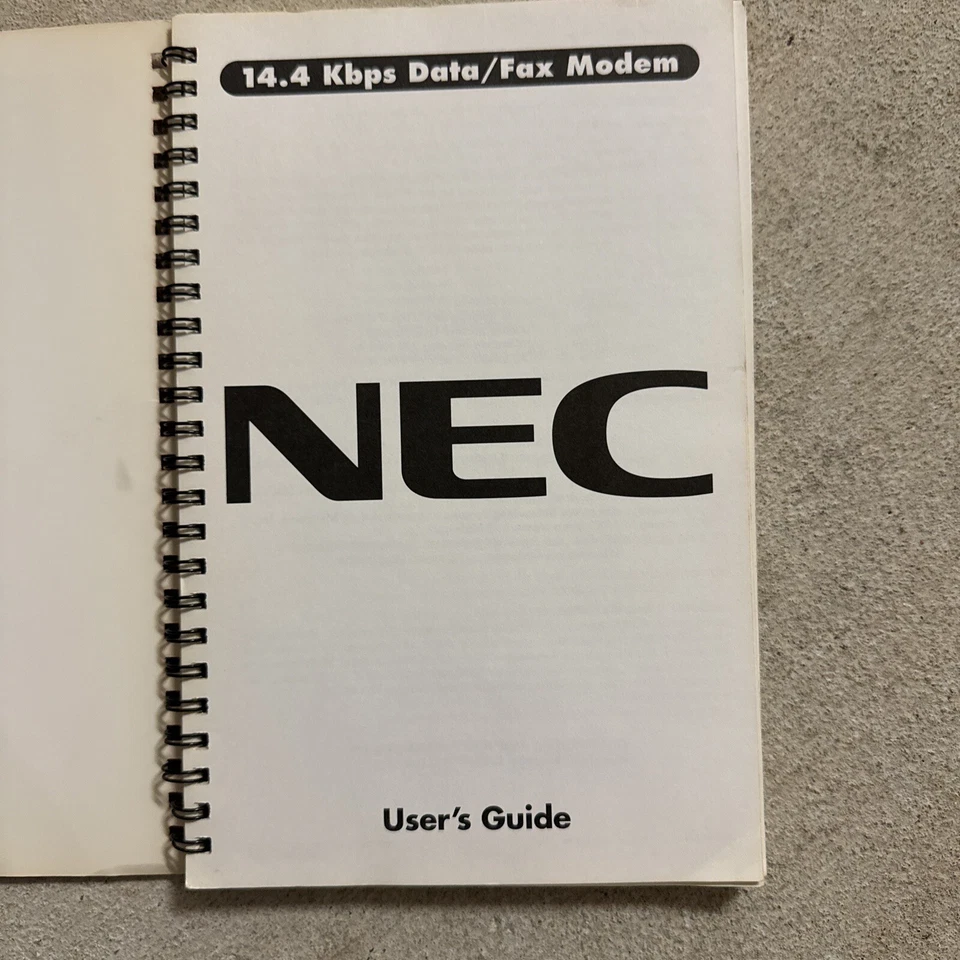 14.4 Kbps Data/Fax Modem
NEC
User's Guide